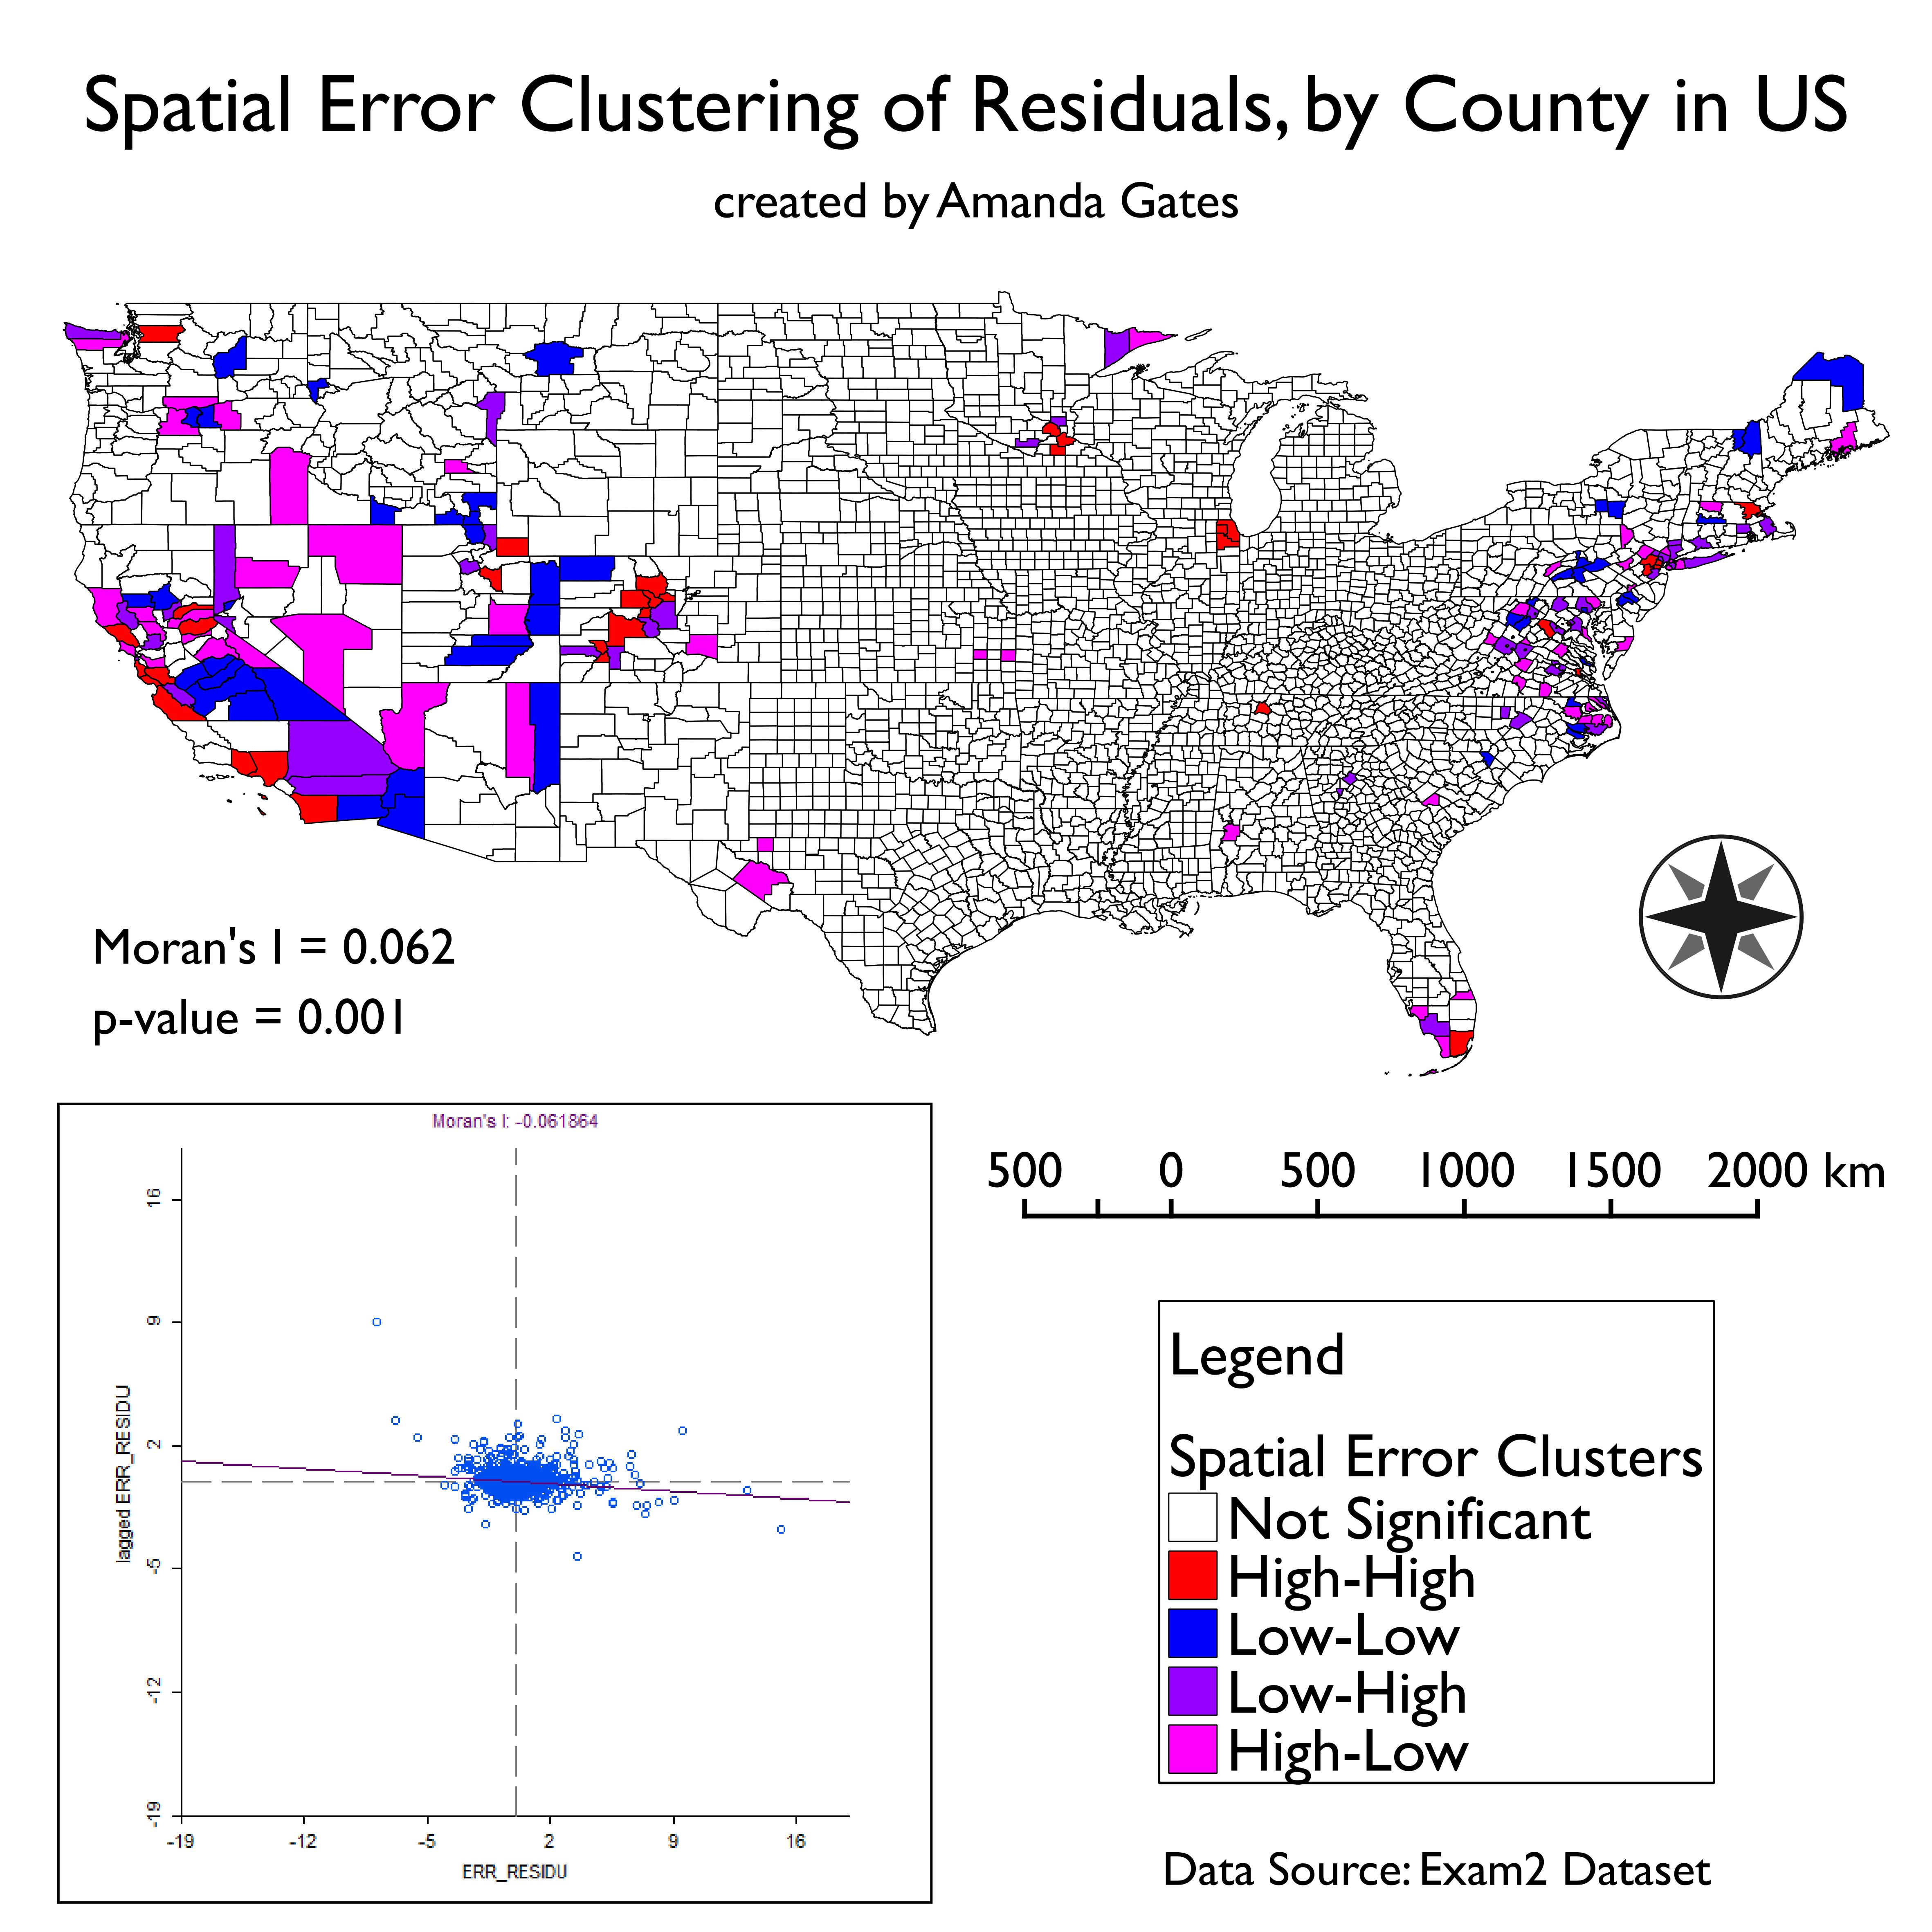 Spatial Error Clustering of Residuals, by County in US
created by Amanda Gates
Moran's I = 0.062
p-value = 0.001
Moran's I: -0.061864
16
9
2
-5
-12
-19
lagged ERR_RESIDU
-19 -12 -5 2 9 16
ERR_RESIDU
500 0 500 1000 1500 2000 km
Legend
Spatial Error Clusters
Not Significant
High-High
Low-Low
Low-High
High-Low
Data Source: Exam2 Dataset